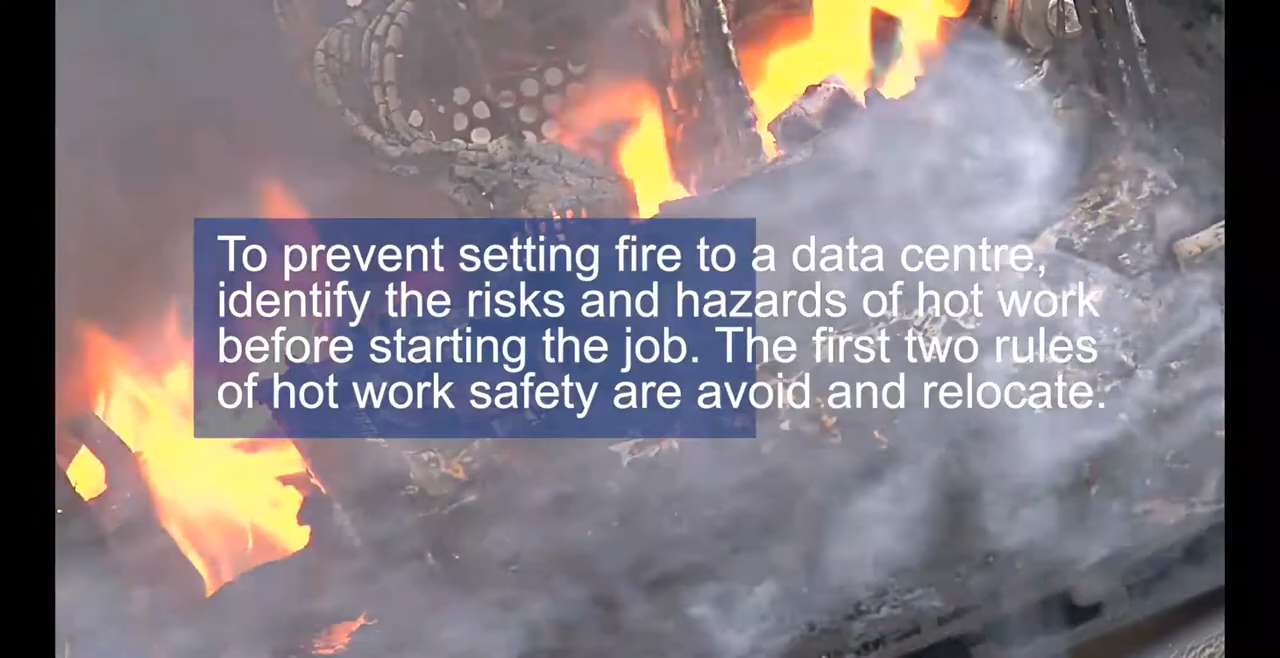 To prevent setting fire to a data centre,
identify the risks and hazards of hot work
before starting the job. The first two rules
of hot work safety are avoid and relocate.